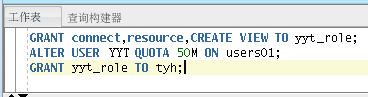 工作表 查询构建器
GRANT connect,resource,CREATE VIEW TO yyt_role;
ALTER USER YYT QUOTA 50M ON users01;
GRANT yyt_role TO tyh;